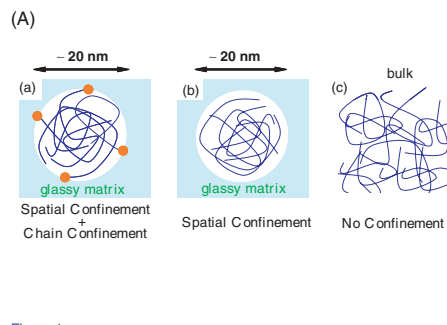 (A)
~ 20 nm
~ 20 nm
bulk
(a)
(b)
(c)
glassy matrix
glassy matrix
Spatial Confinement
+
Chain Confinement
Spatial Confinement
No Confinement